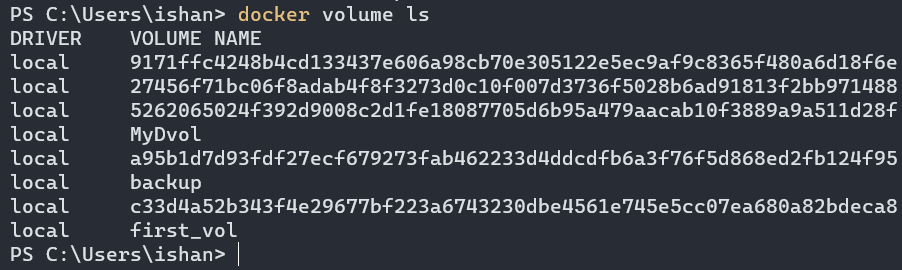 PS C:\Users\ishan> docker volume ls
DRIVER    VOLUME NAME
local     9171ffc4248b4cd133437e606a98cb70e305122e5ec9af9c8365f480a6d18f6e
local     27456f71bc06f8adab4f8f3273d0c10f007d3736f5028b6ad91813f2bb971488
local     5262065024f392d9008c2d1fe18087705d6b95a479aacab10f3889a9a511d28f
local     MyDvol
local     a95b1d7d93fdf27ecf679273fab462233d4ddcdfb6a3f76f5d868ed2fb124f95
local     backup
local     c33d4a52b343f4e29677bf223a6743230dbe4561e745e5cc07ea680a82bdeca8
local     first_vol
PS C:\Users\ishan>